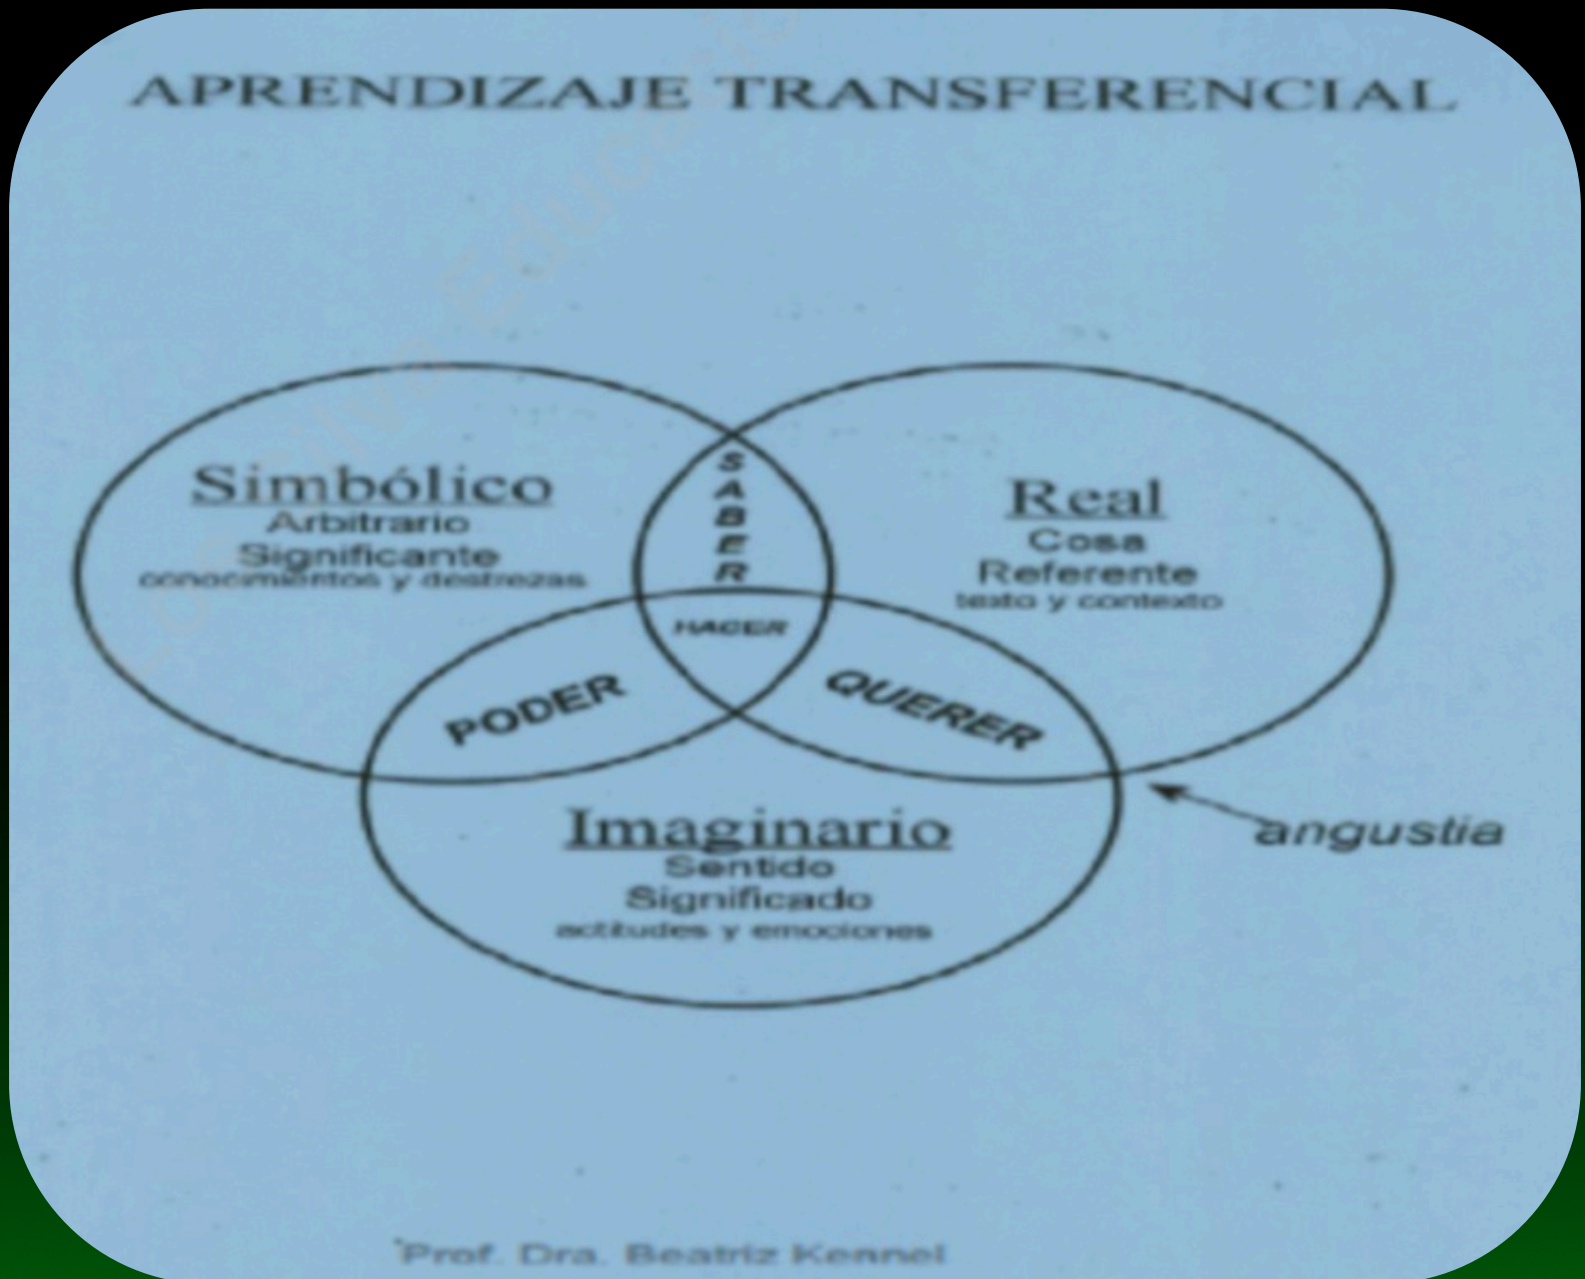 APRENDIZAJE TRANSFERENCIAL
Simbólico
Arbitrario
Significante
conocimientos y destrezas
SABER
Real
Cosa
Referente
texto y contexto
HACER
PODER
QUERER
Imaginario
Sentido
Significado
actitudes y emociones
angustia
Prof. Dra. Beatriz Kennel